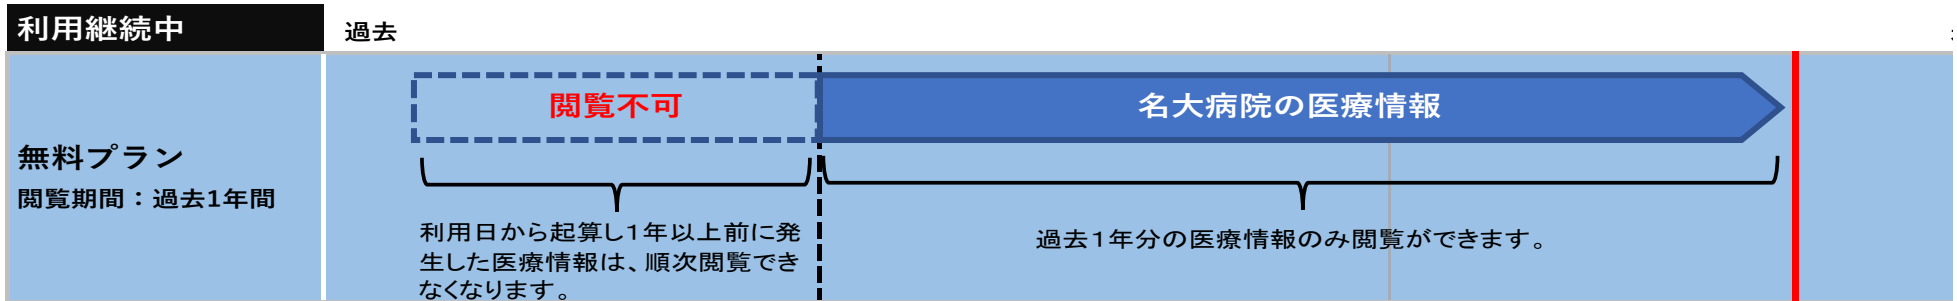 利用継続中
過去
閲覧不可
名大病院の医療情報
無料プラン
閲覧期間：過去1年間
利用日から起算し１年以上前に発
生した医療情報は、順次閲覧でき
なくなります。
過去１年分の医療情報のみ閲覧ができます。